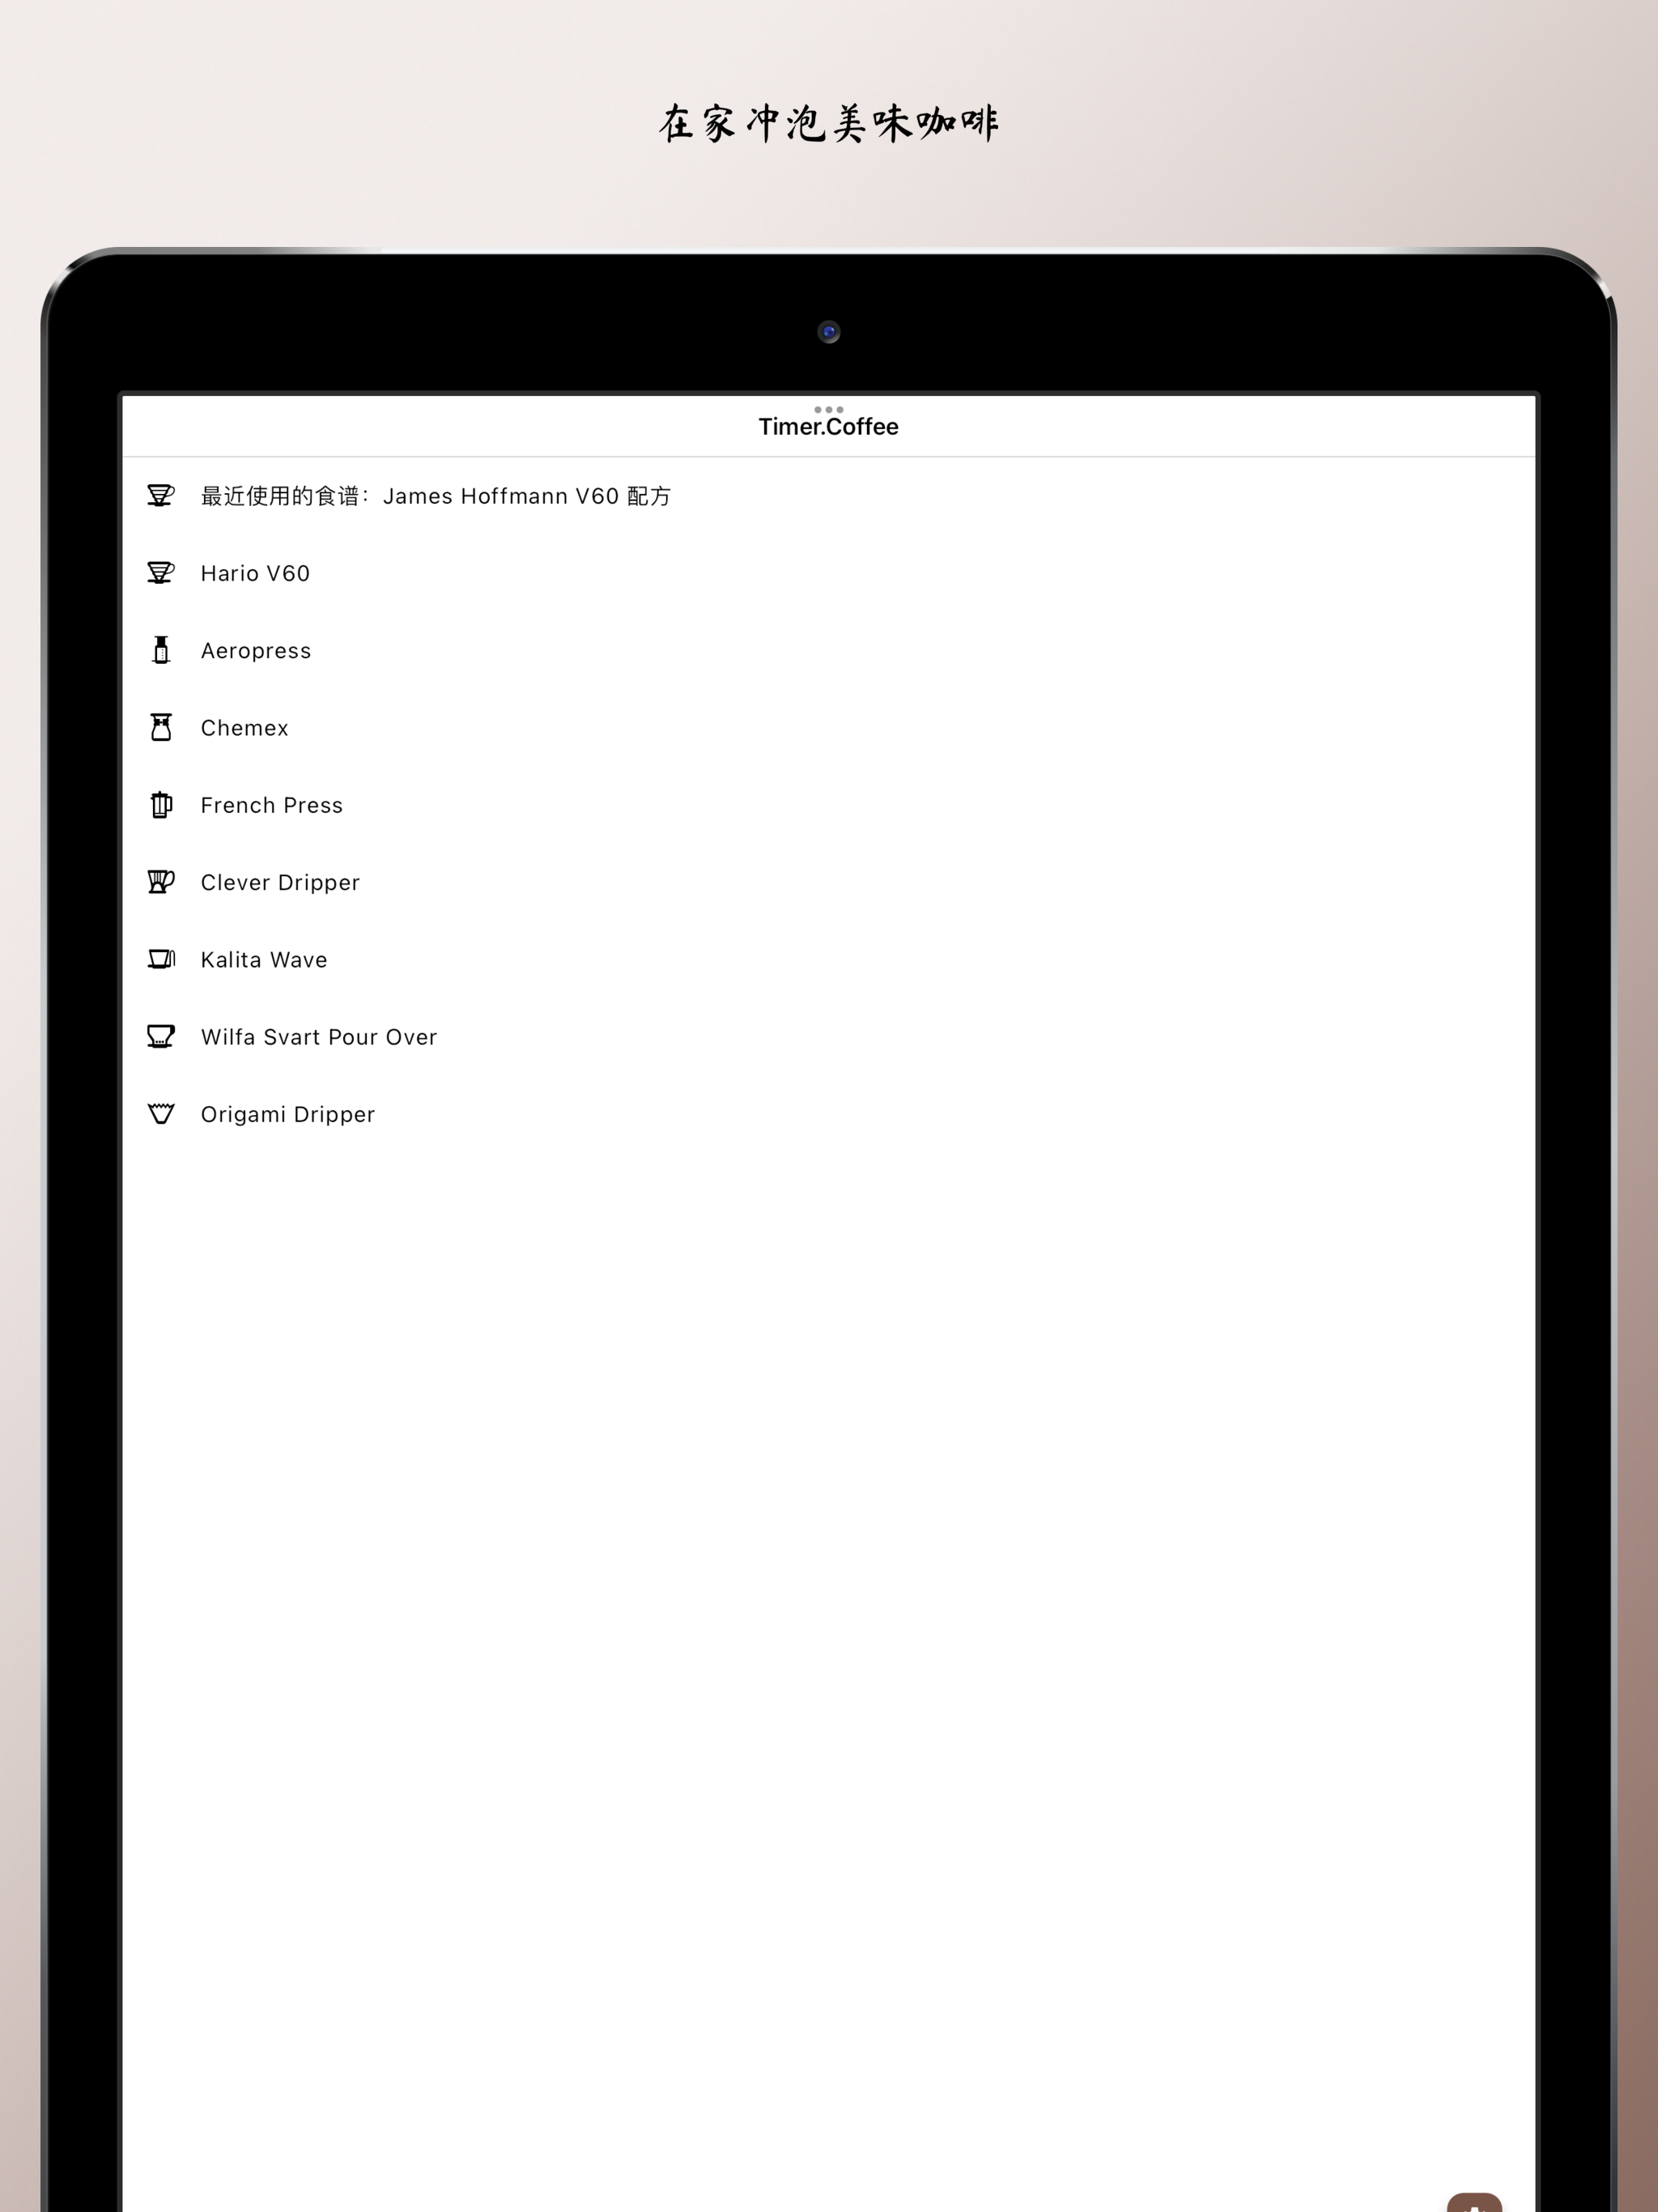 在家冲泡美味咖啡
Timer.Coffee
最近使用的食谱：James Hoffmann V60 配方
Hario V60
Aeropress
Chemex
French Press
Clever Dripper
Kalita Wave
Wilfa Svart Pour Over
Origami Dripper